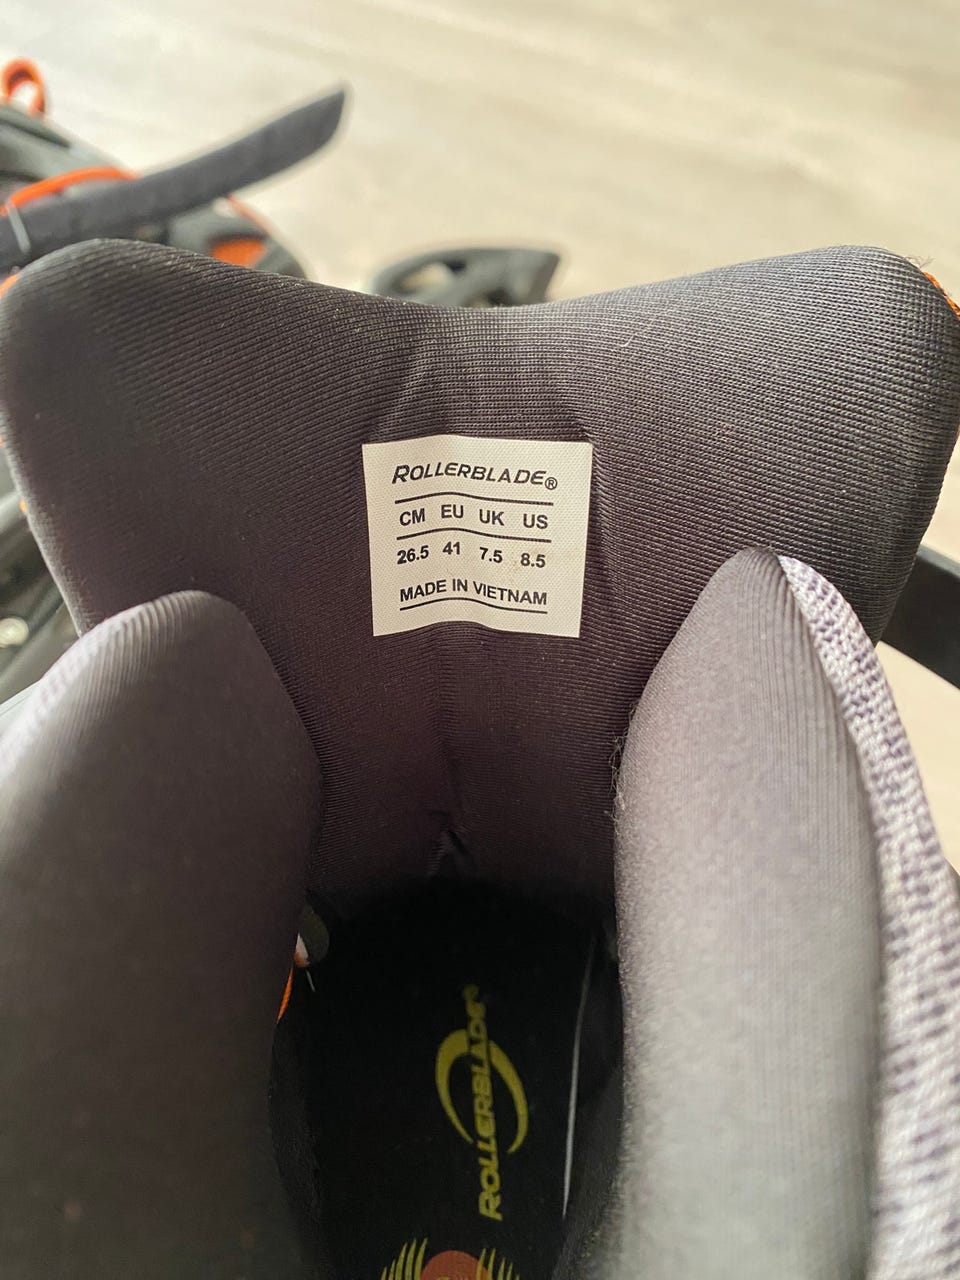 ROLLERBLADE®
CM EU UK US
26.5 41 7.5 8.5
MADE IN VIETNAM
ROLLERBLADE®